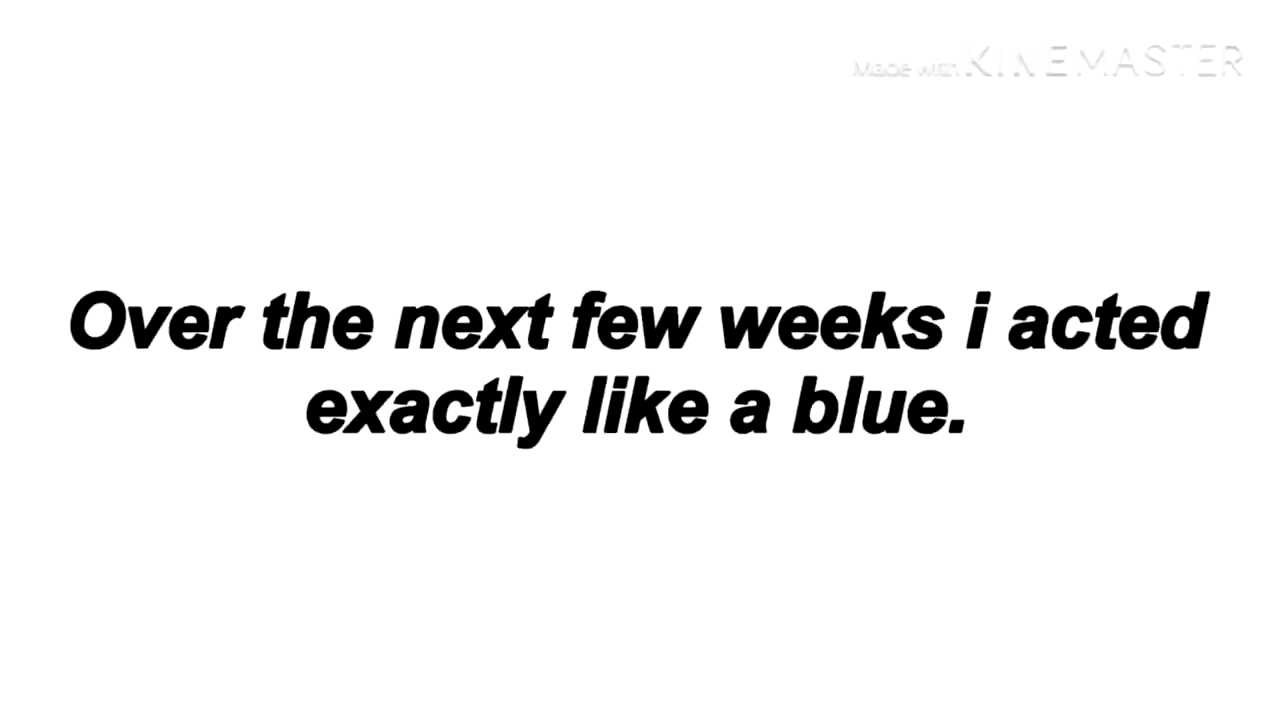 Made with KINEMASTER
Over the next few weeks i acted
exactly like a blue.